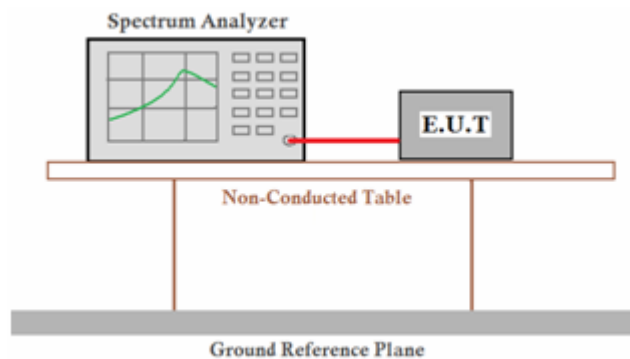 Spectrum Analyzer
E.U.T
Non-Conducted Table
Ground Reference Plane